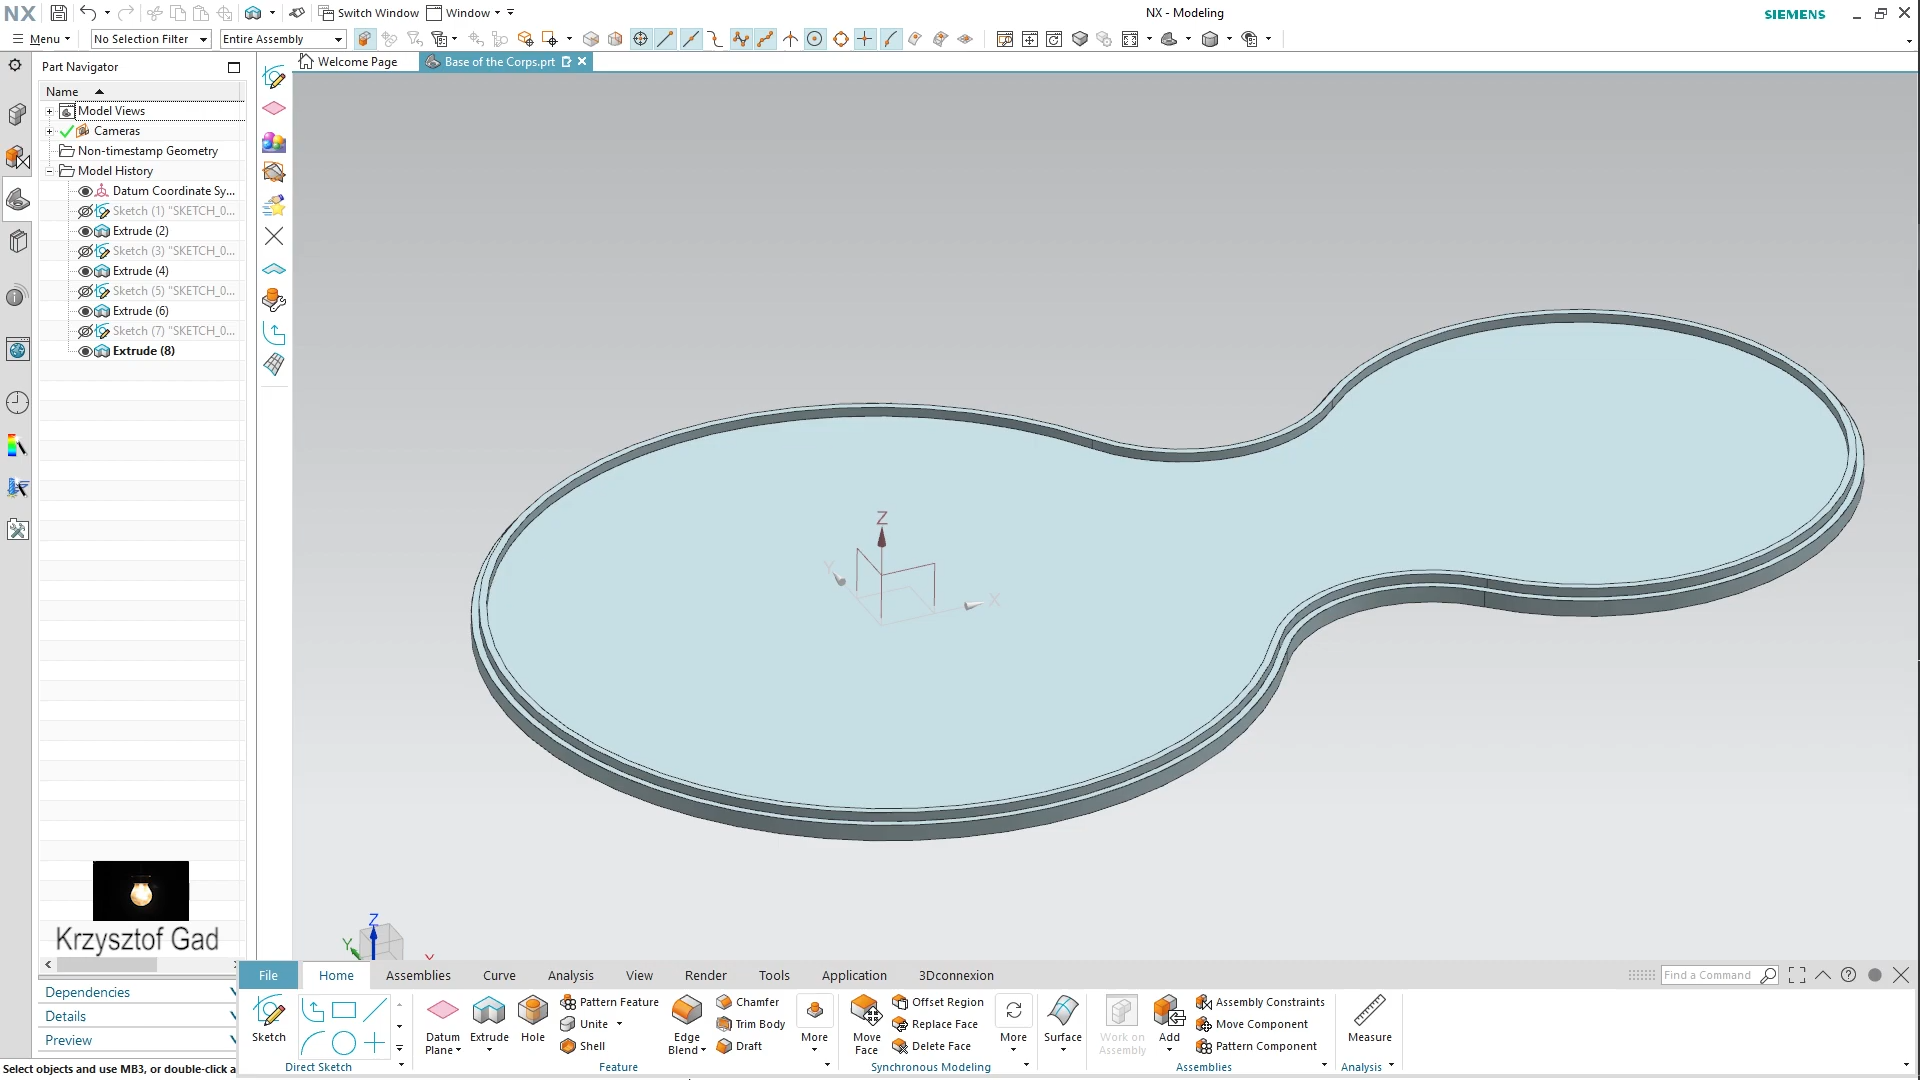 NX Switch Window Window NX - Modeling SIEMENS
Menu No Selection Filter Entire Assembly
Welcome Page Base of the Corps.prt
Part Navigator
Name
Model Views
Cameras
Non-timestamp Geometry
Model History
Datum Coordinate Sy...
Sketch (1) "SKETCH_0...
Extrude (2)
Sketch (3) "SKETCH_0...
Extrude (4)
Sketch (5) "SKETCH_0...
Extrude (6)
Sketch (7) "SKETCH_0...
Extrude (8)
Z
Y
X
Krzysztof Gad
Z
Y
File Home Assemblies Curve Analysis View Render Tools Application 3Dconnexion Find a Command
Dependencies
Details
Preview
Sketch
Direct Sketch
Datum Plane
Extrude
Hole
Pattern Feature
Unite
Shell
Edge Blend
Chamfer
Trim Body
Draft
More
Feature
Move Face
Offset Region
Replace Face
Delete Face
More
Synchronous Modeling
Surface
Work on Assembly
Add
Assembly Constraints
Move Component
Pattern Component
Assemblies
Measure
Analysis
Select objects and use MB3, or double-click a